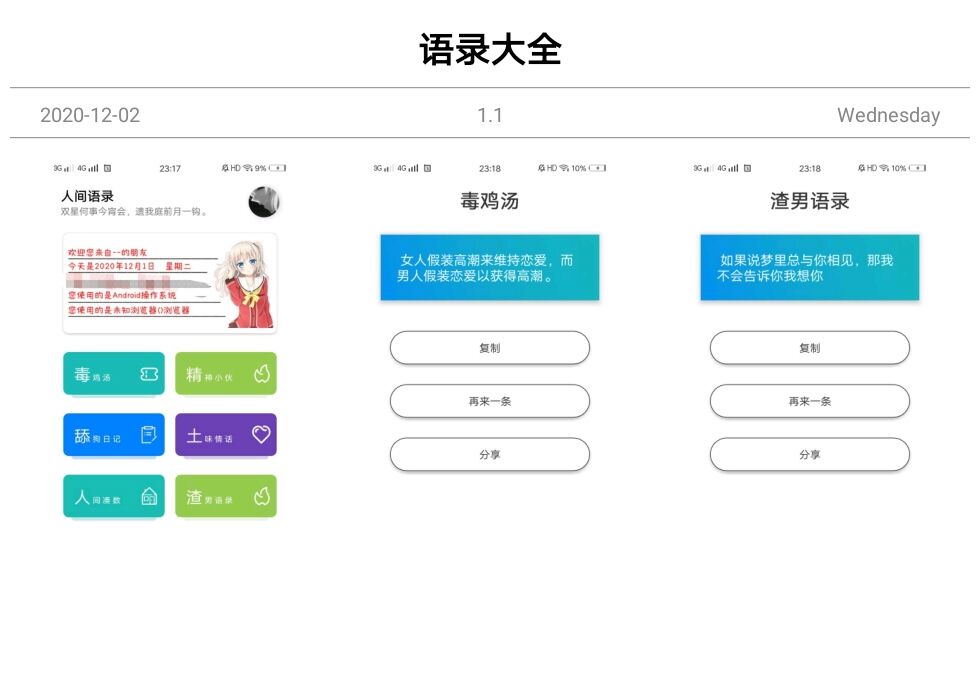 语录大全
2020-12-02
1.1
Wednesday
3G 4G 23:17 HD 9%
人间语录
双星何事今宵会，遗我庭前月一钩。
欢迎您来自--的朋友
今天是2020年12月1日 星期二
您使用的是Android操作系统
您使用的是未知浏览器()浏览器
毒鸡汤
精神小伙
舔狗日记
土味情话
人间凑数
渣男语录
3G 4G 23:18 HD 10%
毒鸡汤
女人假装高潮来维持恋爱，而
男人假装恋爱以获得高潮。
复制
再来一条
分享
3G 4G 23:18 HD 10%
渣男语录
如果说梦里总与你相见，那我
不会告诉你我想你
复制
再来一条
分享